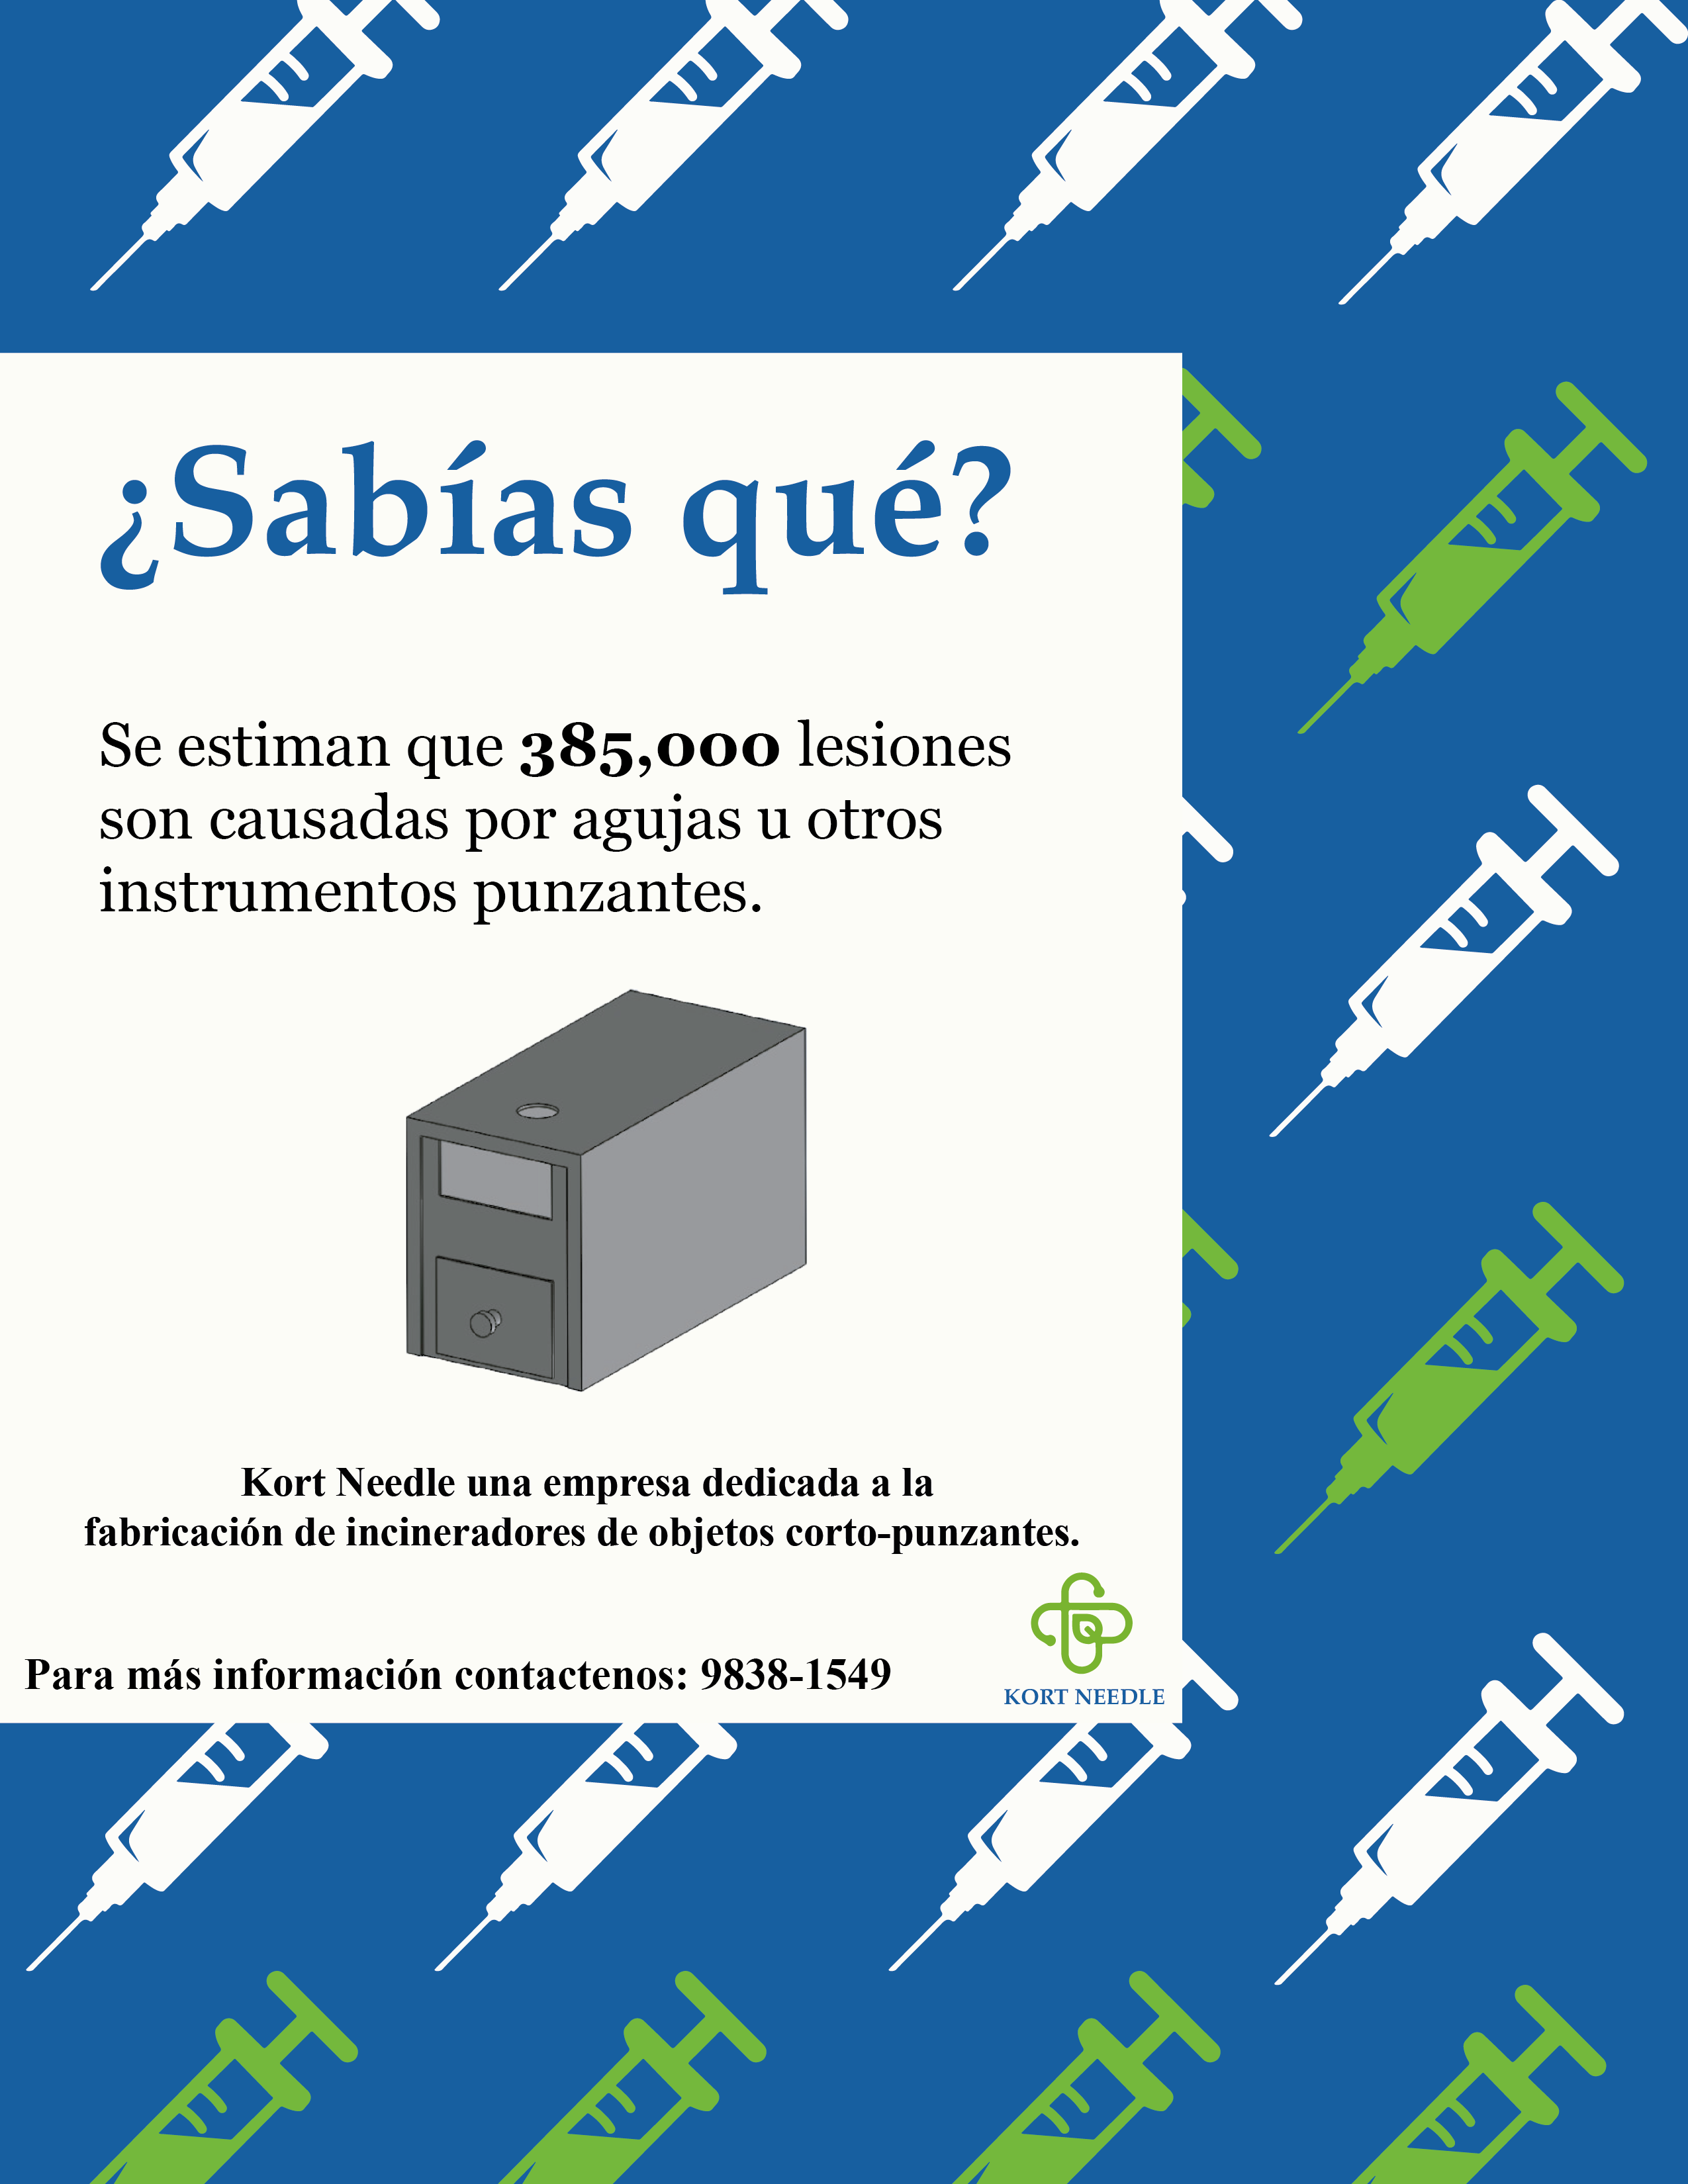 ¿Sabías qué?
Se estiman que 385,000 lesiones
son causadas por agujas u otros
instrumentos punzantes.
Kort Needle una empresa dedicada a la
fabricación de incineradores de objetos corto-punzantes.
Para más información contactenos: 9838-1549
KORT NEEDLE